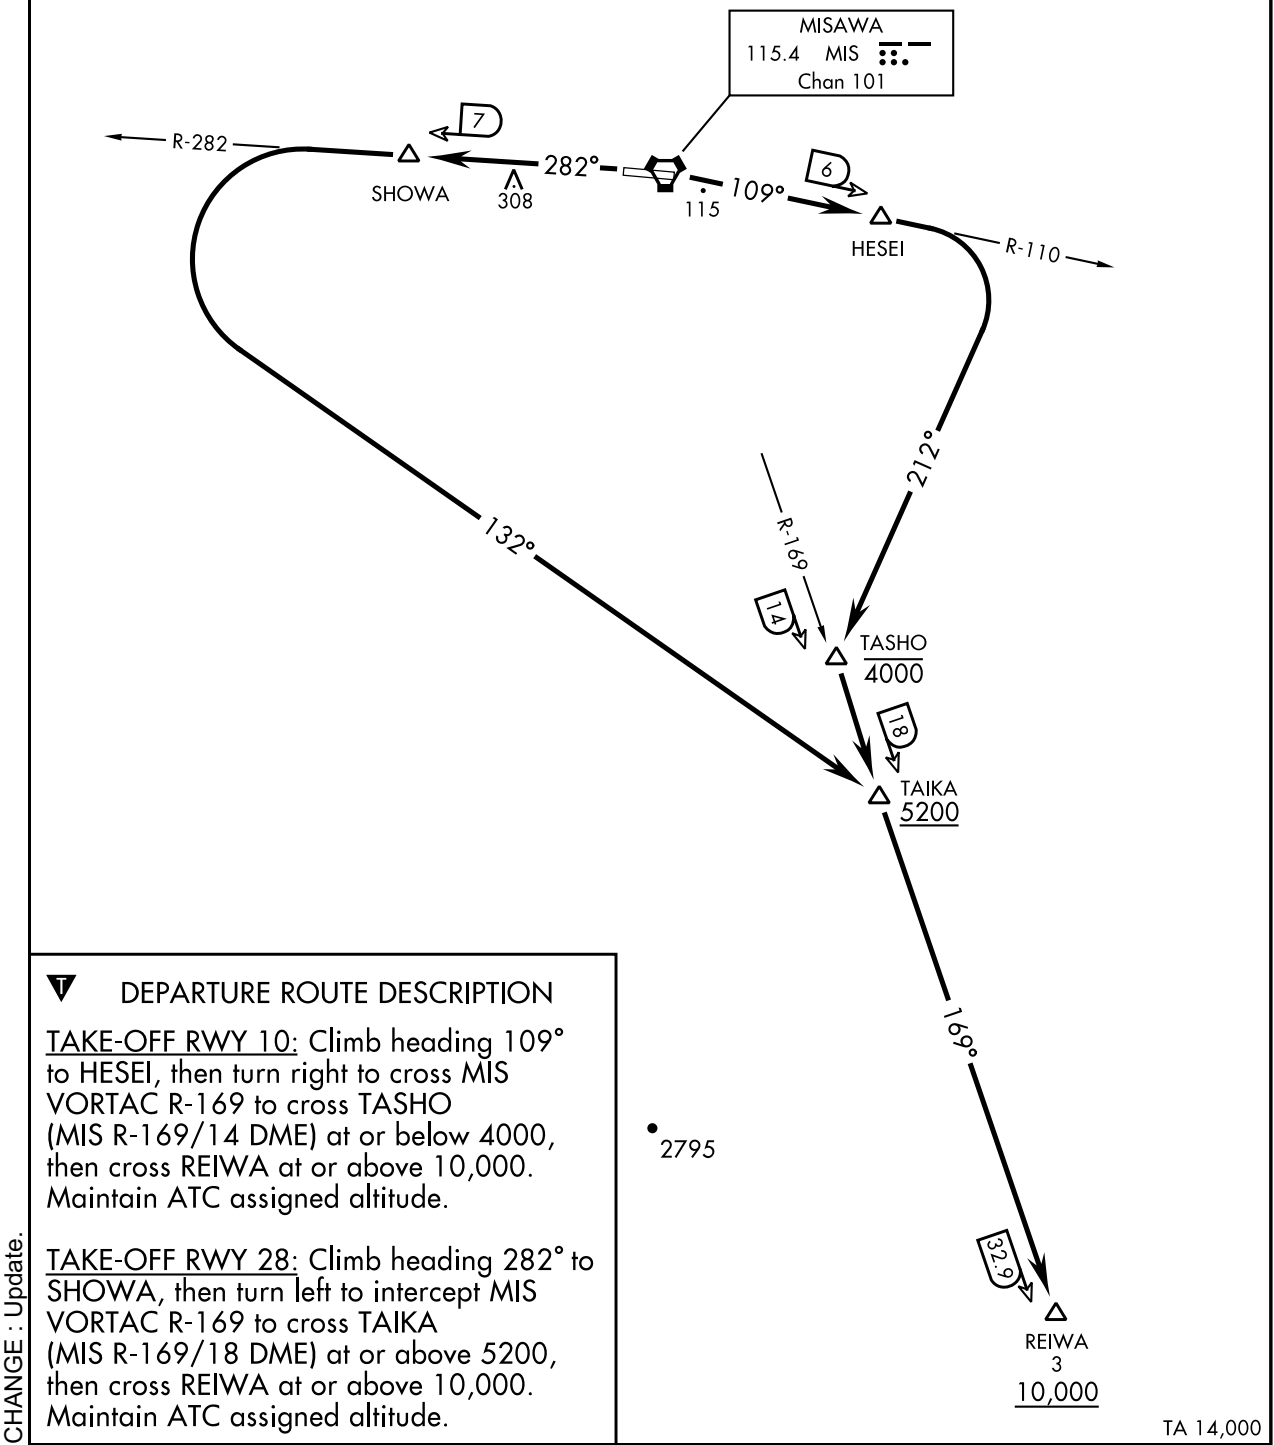 MISAWA
115.4 MIS
Chan 101
7
R-282
282°
6
SHOWA
308
115
109°
HESEI
R-110
212°
132°
R-169
14
TASHO
4000
18
TAIKA
5200
169°
DEPARTURE ROUTE DESCRIPTION
TAKE-OFF RWY 10: Climb heading 109°
to HESEI, then turn right to cross MIS
VORTAC R-169 to cross TASHO
(MIS R-169/14 DME) at or below 4000,
then cross REIWA at or above 10,000.
Maintain ATC assigned altitude.
TAKE-OFF RWY 28: Climb heading 282° to
SHOWA, then turn left to intercept MIS
VORTAC R-169 to cross TAIKA
(MIS R-169/18 DME) at or above 5200,
then cross REIWA at or above 10,000.
Maintain ATC assigned altitude.
2795
32.9
REIWA
3
10,000
TA 14,000
CHANGE : Update.
T